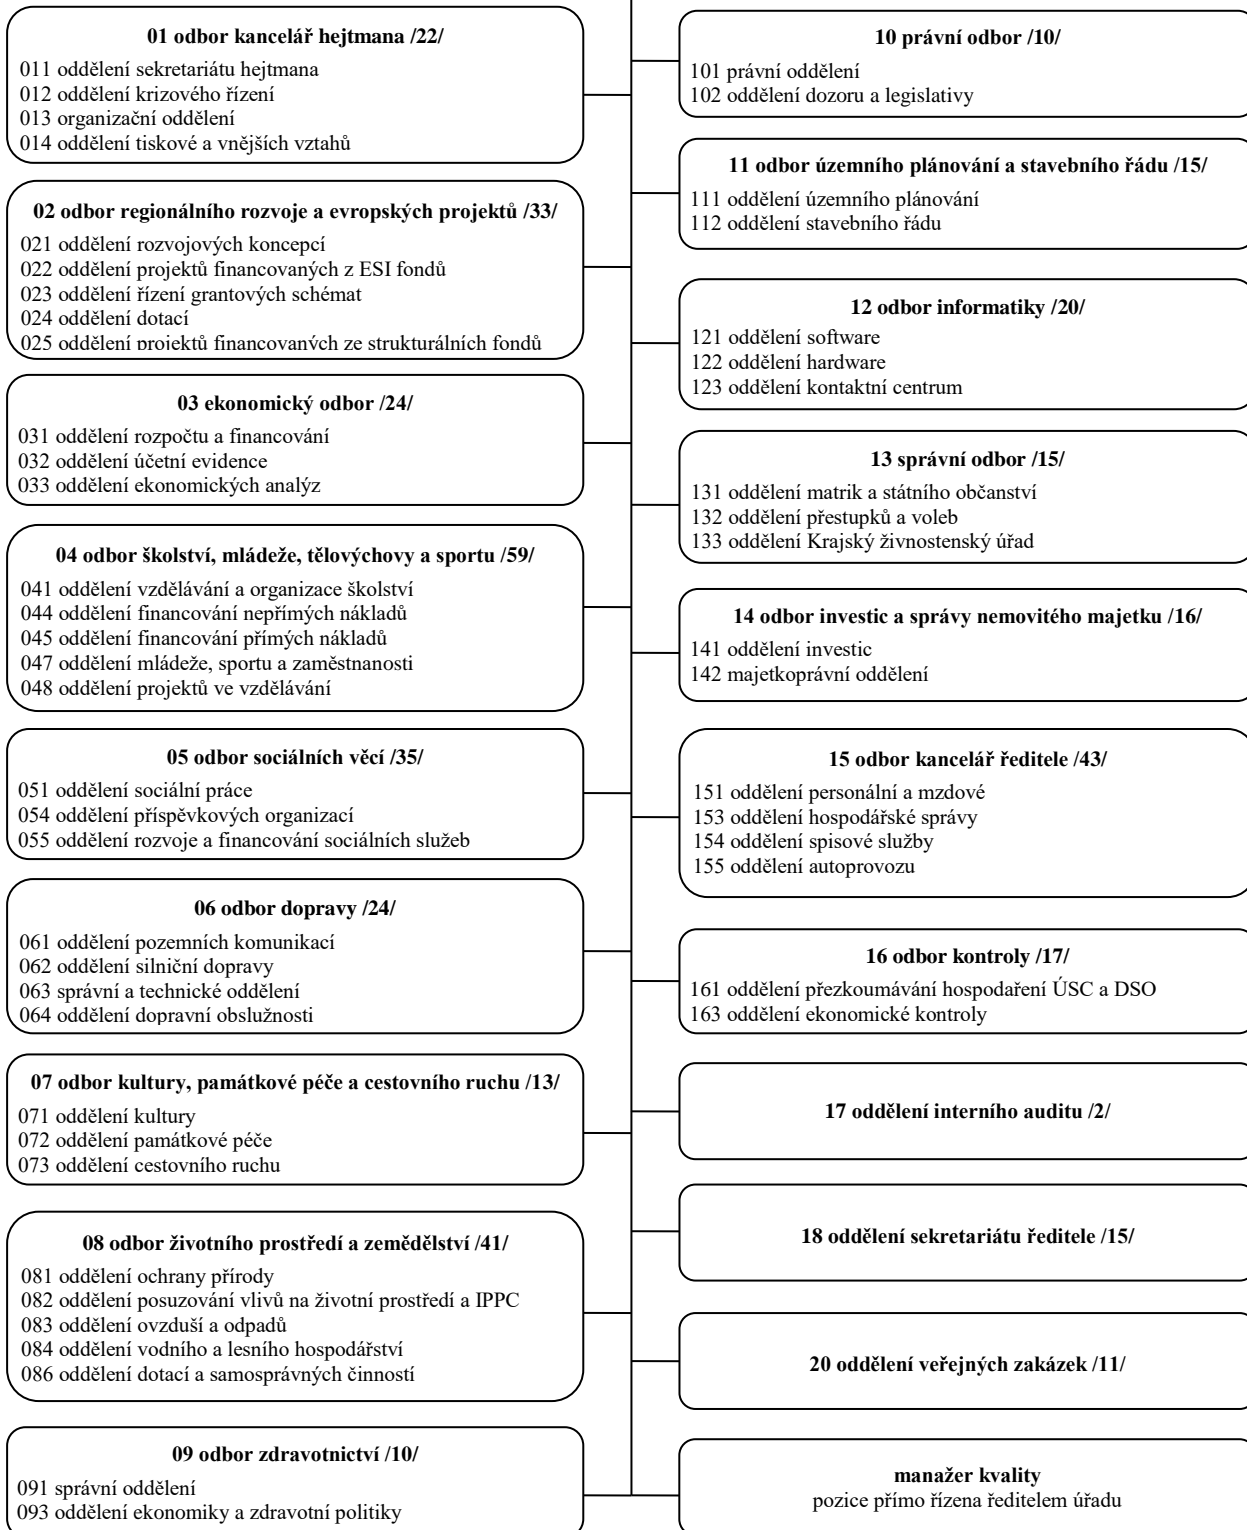 01 odbor kancelář hejtmana /22/
011 oddělení sekretariátu hejtmana
012 oddělení krizového řízení
013 organizační oddělení
014 oddělení tiskové a vnějších vztahů
02 odbor regionálního rozvoje a evropských projektů /33/
021 oddělení rozvojových koncepcí
022 oddělení projektů financovaných z ESI fondů
023 oddělení řízení grantových schémat
024 oddělení dotací
025 oddělení projektů financovaných ze strukturálních fondů
03 ekonomický odbor /24/
031 oddělení rozpočtu a financování
032 oddělení účetní evidence
033 oddělení ekonomických analýz
04 odbor školství, mládeže, tělovýchovy a sportu /59/
041 oddělení vzdělávání a organizace školství
044 oddělení financování nepřímých nákladů
045 oddělení financování přímých nákladů
047 oddělení mládeže, sportu a zaměstnanosti
048 oddělení projektů ve vzdělávání
05 odbor sociálních věcí /35/
051 oddělení sociální práce
054 oddělení příspěvkových organizací
055 oddělení rozvoje a financování sociálních služeb
06 odbor dopravy /24/
061 oddělení pozemních komunikací
062 oddělení silniční dopravy
063 správní a technické oddělení
064 oddělení dopravní obslužnosti
07 odbor kultury, památkové péče a cestovního ruchu /13/
071 oddělení kultury
072 oddělení památkové péče
073 oddělení cestovního ruchu
08 odbor životního prostředí a zemědělství /41/
081 oddělení ochrany přírody
082 oddělení posuzování vlivů na životní prostředí a IPPC
083 oddělení ovzduší a odpadů
084 oddělení vodního a lesního hospodářství
086 oddělení dotací a samosprávných činností
09 odbor zdravotnictví /10/
091 správní oddělení
093 oddělení ekonomiky a zdravotní politiky
10 právní odbor /10/
101 právní oddělení
102 oddělení dozoru a legislativy
11 odbor územního plánování a stavebního řádu /15/
111 oddělení územního plánování
112 oddělení stavebního řádu
12 odbor informatiky /20/
121 oddělení software
122 oddělení hardware
123 oddělení kontaktní centrum
13 správní odbor /15/
131 oddělení matrik a státního občanství
132 oddělení přestupků a voleb
133 oddělení Krajský živnostenský úřad
14 odbor investic a správy nemovitého majetku /16/
141 oddělení investic
142 majetkoprávní oddělení
15 odbor kancelář ředitele /43/
151 oddělení personální a mzdové
153 oddělení hospodářské správy
154 oddělení spisové služby
155 oddělení autoprovozu
16 odbor kontroly /17/
161 oddělení přezkoumávání hospodaření ÚSC a DSO
163 oddělení ekonomické kontroly
17 oddělení interního auditu /2/
18 oddělení sekretariátu ředitele /15/
20 oddělení veřejných zakázek /11/
manažer kvality
pozice přímo řízena ředitelem úřadu